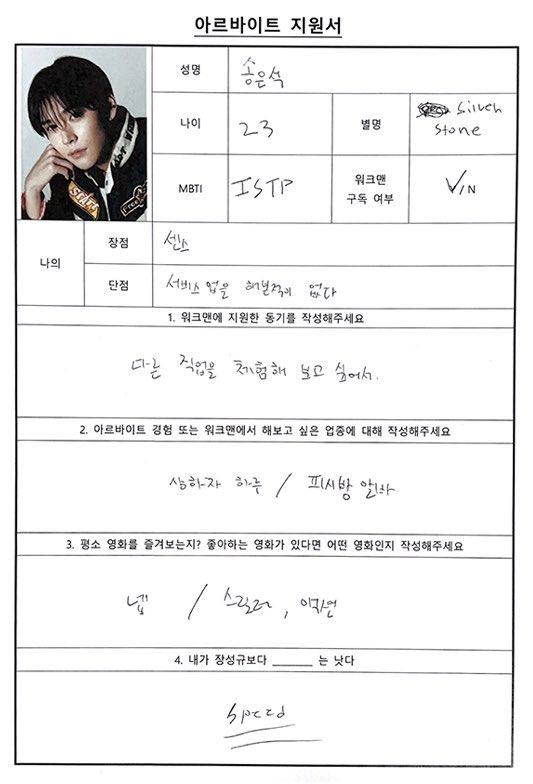 아르바이트 지원서
성명
송은석
나이
23
별명
Silver
Stone
MBTI
ISTP
워크맨
구독 여부
Y/N
나의
장점
센스
단점
서비스 업을 해본적이 없다
1. 워크맨에 지원한 동기를 작성해주세요
다른 직업을 체험해 보고 싶어서.
2. 아르바이트 경험 또는 워크맨에서 해보고 싶은 업종에 대해 작성해주세요
상하차 하루 / 피시방 알바
3. 평소 영화를 즐겨보는지? 좋아하는 영화가 있다면 어떤 영화인지 작성해주세요
넵 / 스릴러,
4. 내가 장성규보다 ______ 는 낫다
speed